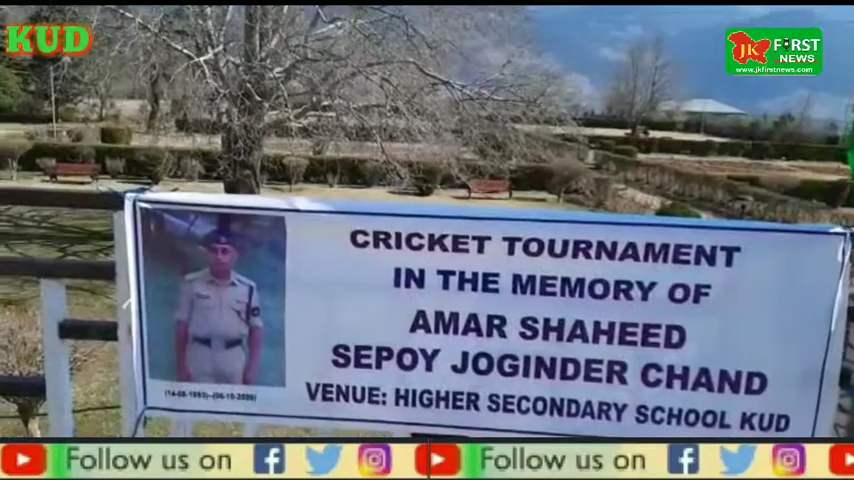 KUD
JK FIRST
NEWS
www.jkfirstnews.com
CRICKET TOURNAMENT
IN THE MEMORY OF
AMAR SHAHEED
SEPOY JOGINDER CHAND
VENUE: HIGHER SECONDARY SCHOOL KUD
Follow us on
Follow us on